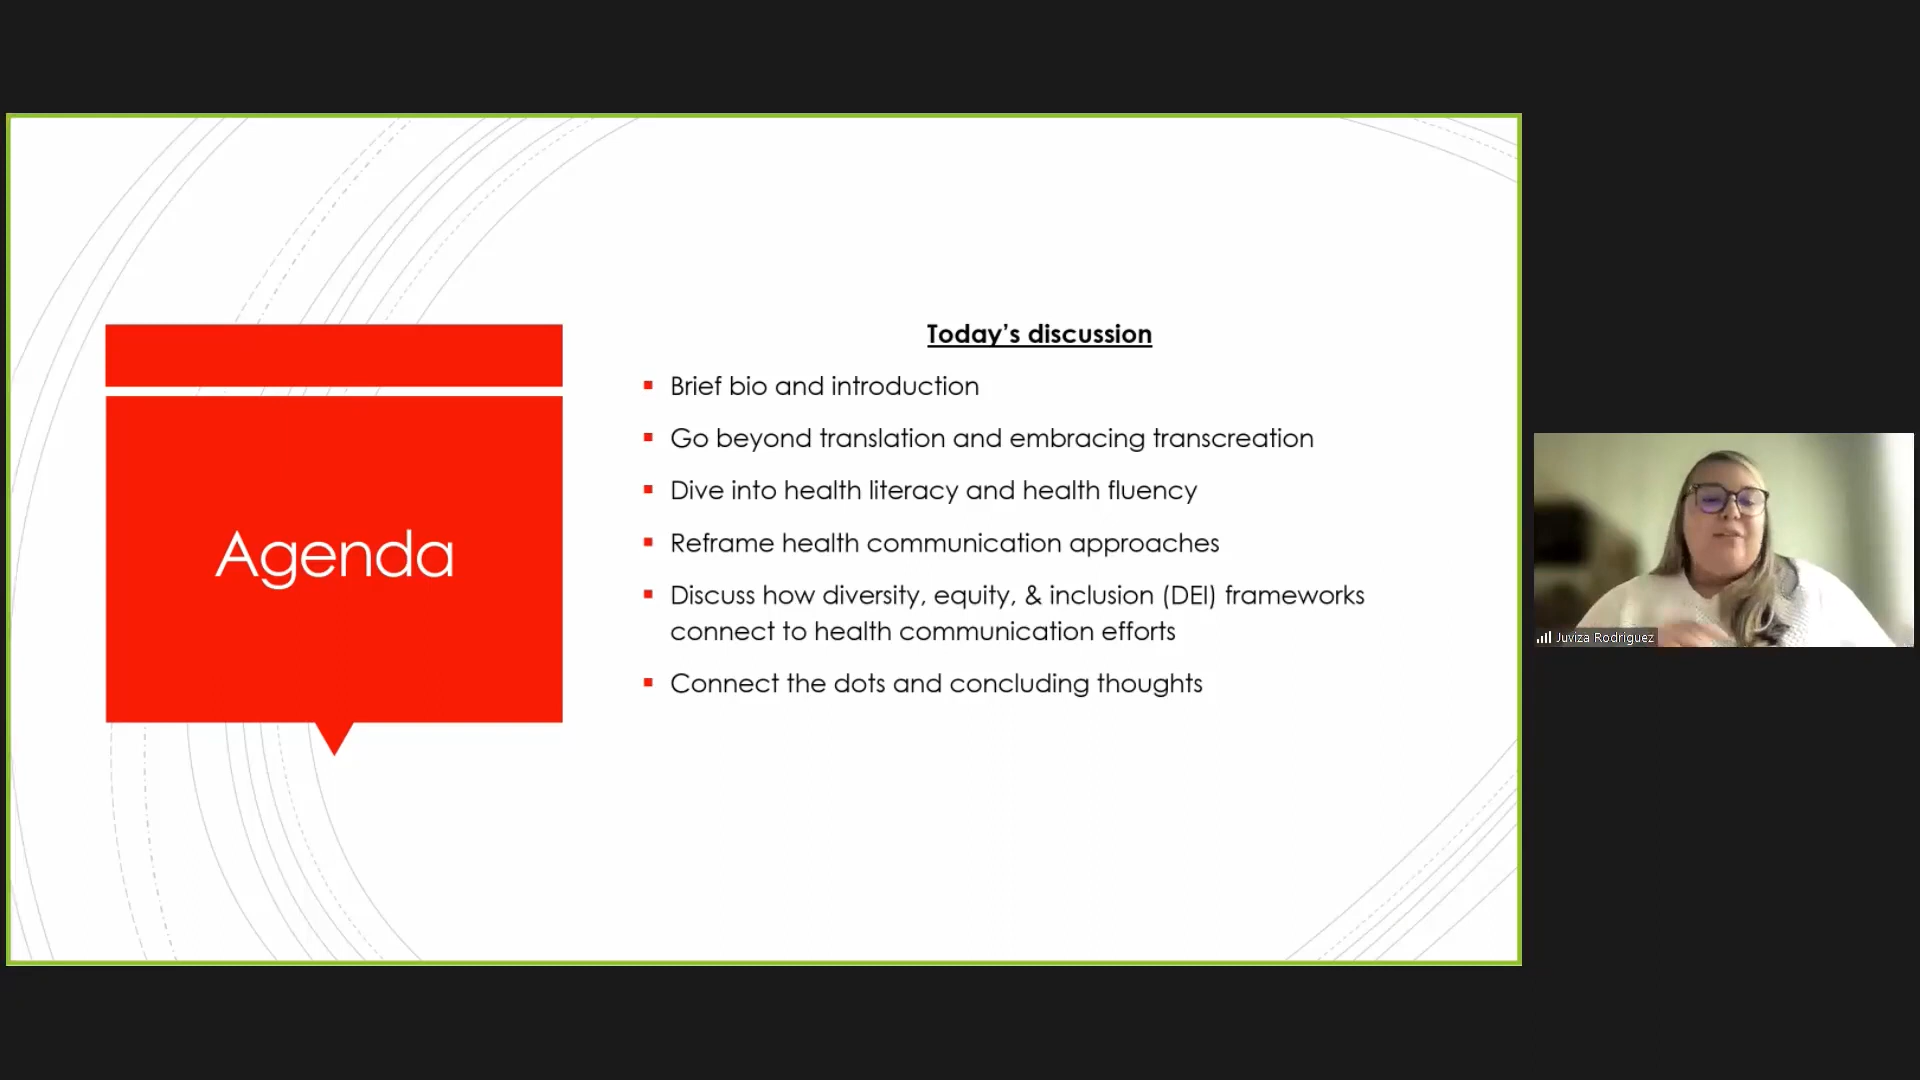 Agenda
Today's discussion
Brief bio and introduction
Go beyond translation and embracing transcreation
Dive into health literacy and health fluency
Reframe health communication approaches
Discuss how diversity, equity, & inclusion (DEI) frameworks
connect to health communication efforts
Connect the dots and concluding thoughts
Juviza Rodriguez